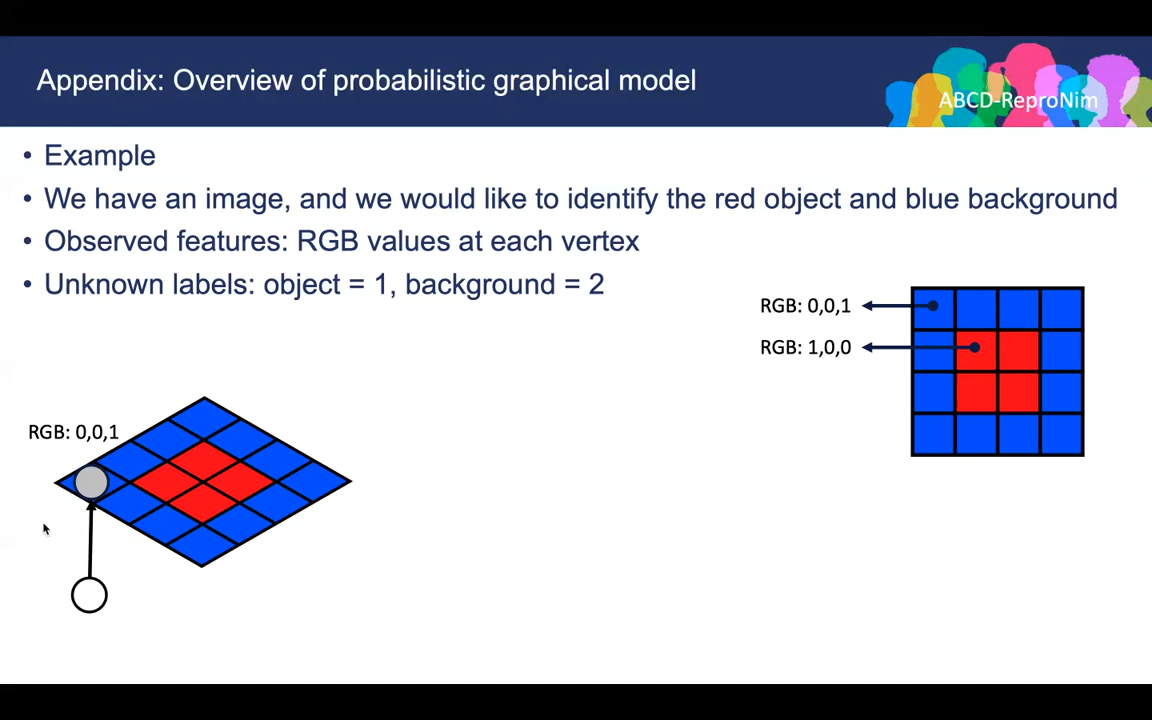 Appendix: Overview of probabilistic graphical model
ABCD-ReproNim
• Example
• We have an image, and we would like to identify the red object and blue background
• Observed features: RGB values at each vertex
• Unknown labels: object = 1, background = 2
RGB: 0,0,1
RGB: 1,0,0
RGB: 0,0,1